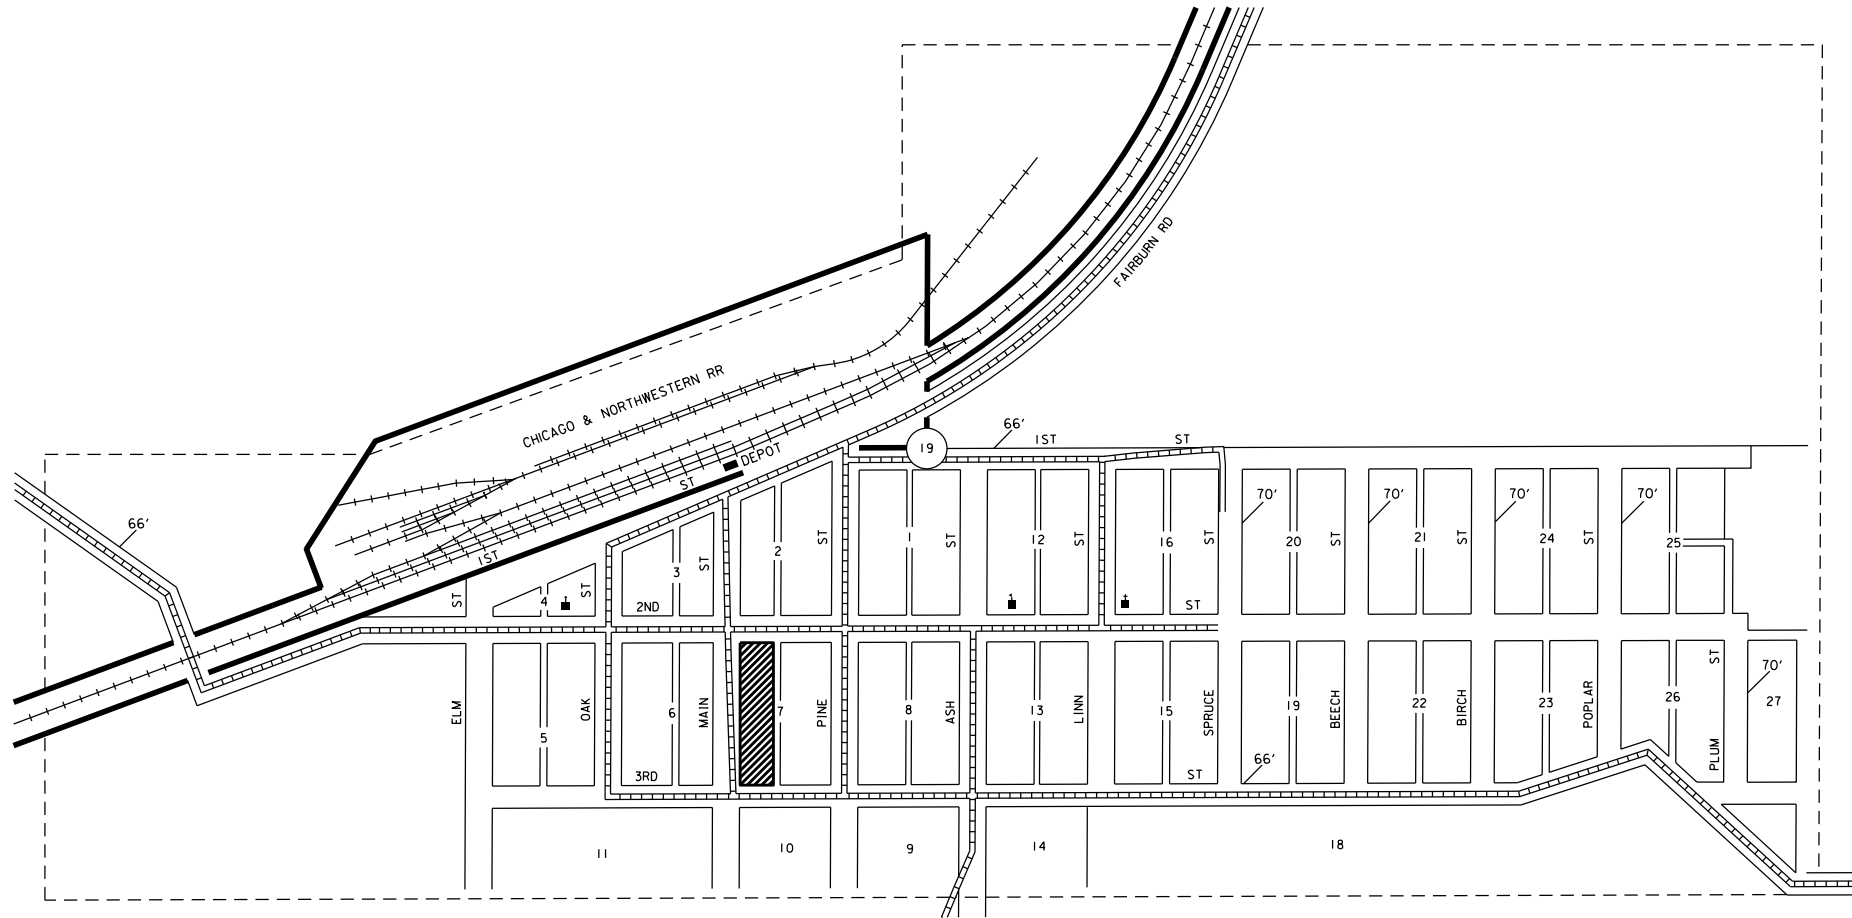 FAIRBURN RD
CHICAGO & NORTHWESTERN RR
DEPOT
19
66'
1ST
ST
66'
ST
1ST
70'
70'
70'
70'
ST
ST
3
2
ST
1
ST
12
ST
16
ST
20
21
ST
24
ST
25
ST
4
2ND
ST
ELM
5
OAK
6
MAIN
7
PINE
8
ASH
13
LINN
15
SPRUCE
19
BEECH
22
BIRCH
23
POPLAR
26
ST
PLUM
70'
27
3RD
ST
66'
11
10
9
14
18